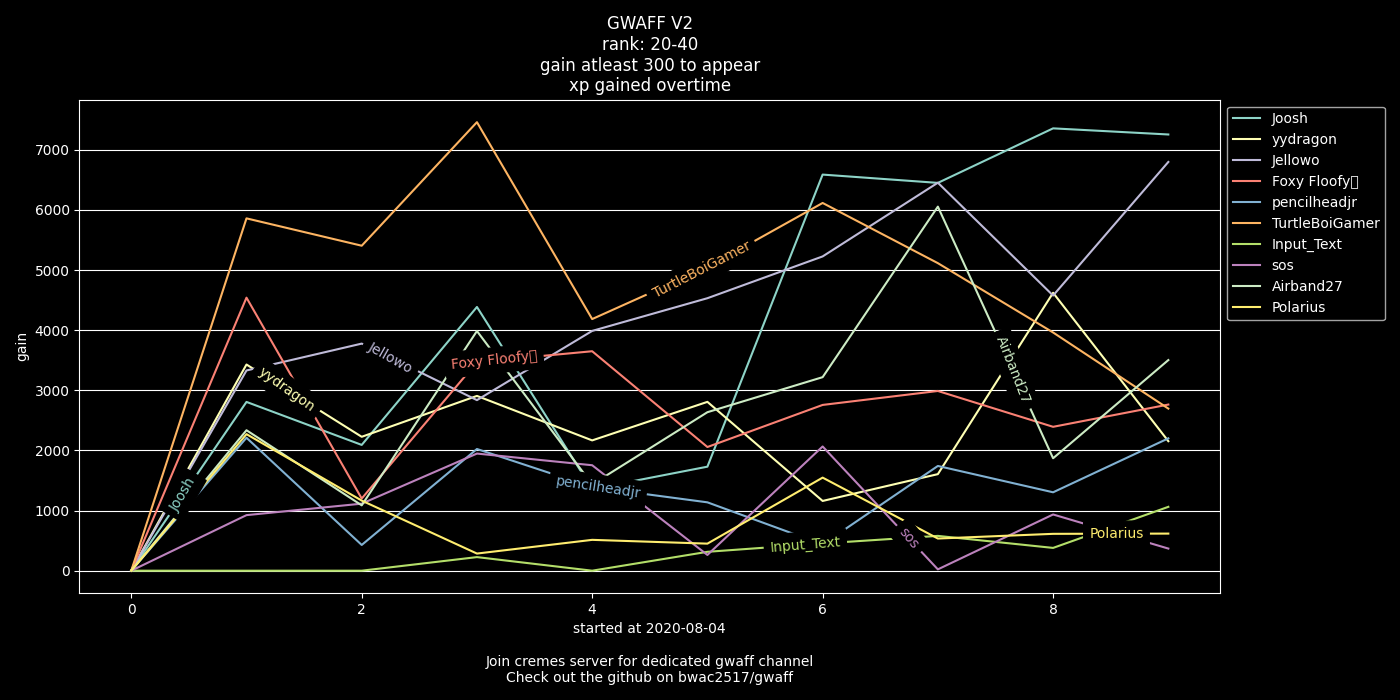 GWAFF V2
rank: 20-40
gain atleast 300 to appear
xp gained overtime
gain
7000
6000
5000
4000
3000
2000
1000
0
0 2 4 6 8
Joosh
yydragon
Jellowo
Foxy Floofy
pencilheadjr
TurtleBoiGamer
Input_Text
sos
Airband27
Polarius
Joosh
yydragon
Jellowo
Foxy Floofy
pencilheadjr
TurtleBoiGamer
Input_Text
sos
Airband27
Polarius
started at 2020-08-04
Join cremes server for dedicated gwaff channel
Check out the github on bwac2517/gwaff